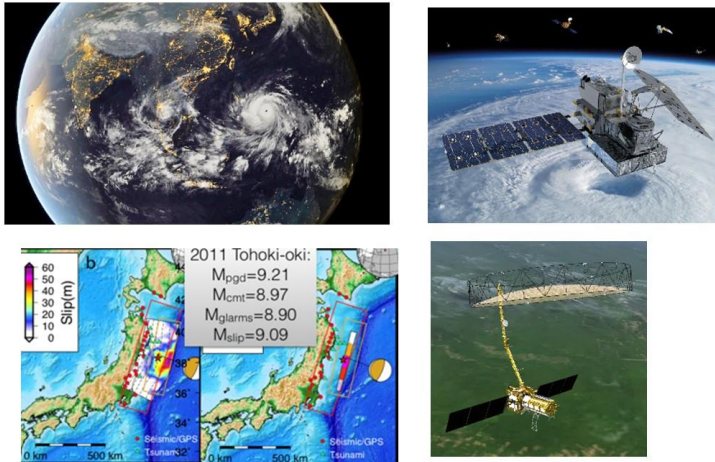 60
50
40
30
20
10
0
Slip(m)
b
2011 Tohoki-oki:
Mpgd=9.21
Mcmt=8.97
Mglarms=8.90
Mslip=9.09
44
42
40
38°
36°
34°
32°
Seismic/GPS
Tsunami
0 km
500 km
Seismic/GPS
Tsunami
0 km
500 km